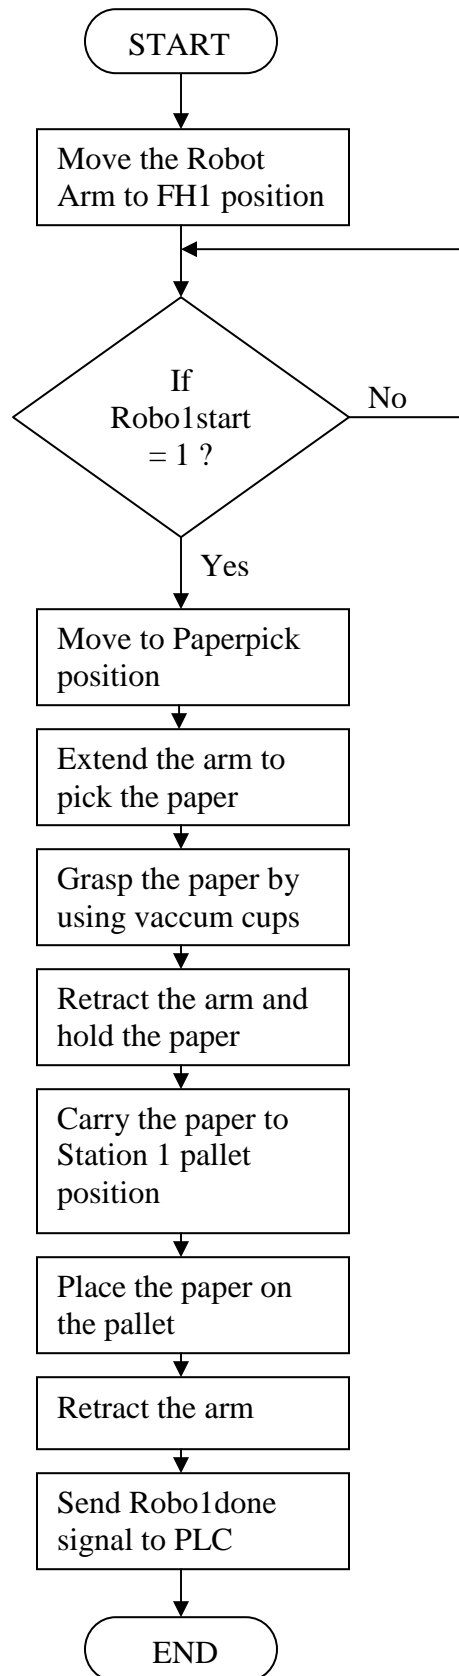 START
Move the Robot
Arm to FH1 position
If
Robo1start
= 1 ?
No
Yes
Move to Paperpick
position
Extend the arm to
pick the paper
Grasp the paper by
using vaccum cups
Retract the arm and
hold the paper
Carry the paper to
Station 1 pallet
position
Place the paper on
the pallet
Retract the arm
Send Robo1done
signal to PLC
END